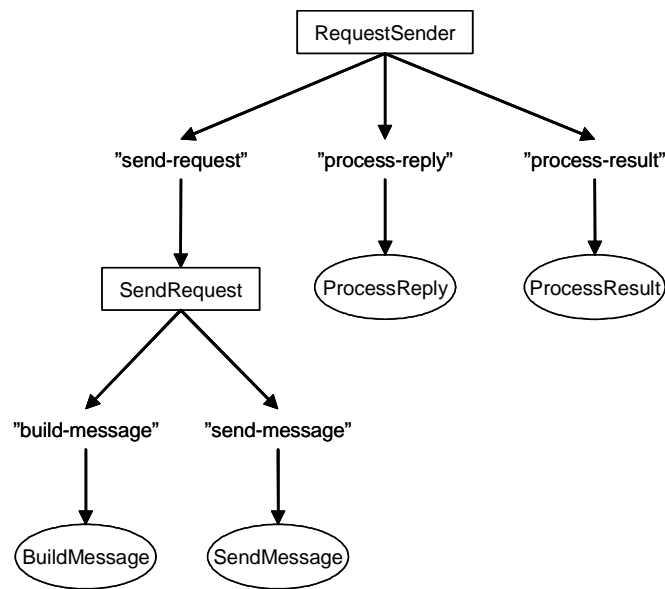 RequestSender
”send-request”
”process-reply”
”process-result”
SendRequest
ProcessReply
ProcessResult
”build-message”
”send-message”
BuildMessage
SendMessage